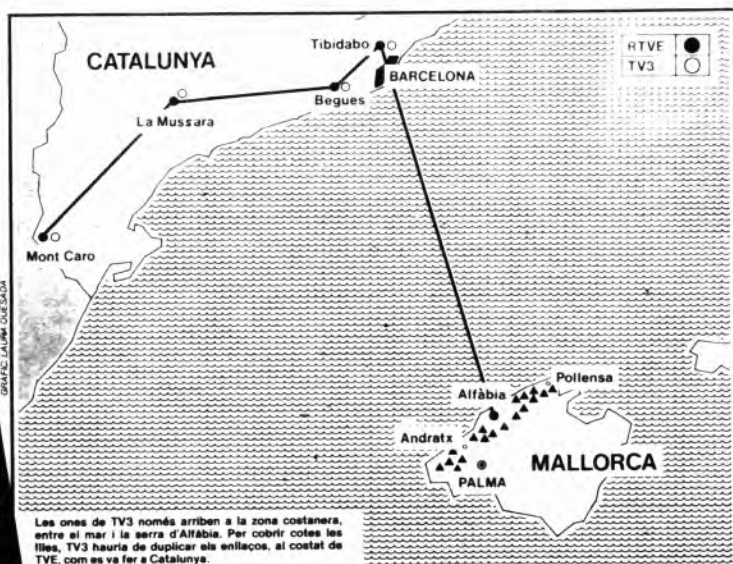 Tibidabo
RTVE
TV3
CATALUNYA
BARCELONA
Begues
La Mussara
Mont Caro
GRÀFIC LAURA QUESADA
Pollensa
Alfàbia
Andratx
MALLORCA
PALMA
Les ones de TV3 només arriben a la zona costanera,
entre el mar i la serra d'Alfàbia. Per cobrir totes les
illes, TV3 hauria de duplicar els enllaços, al costat de
TVE, com es va fer a Catalunya.